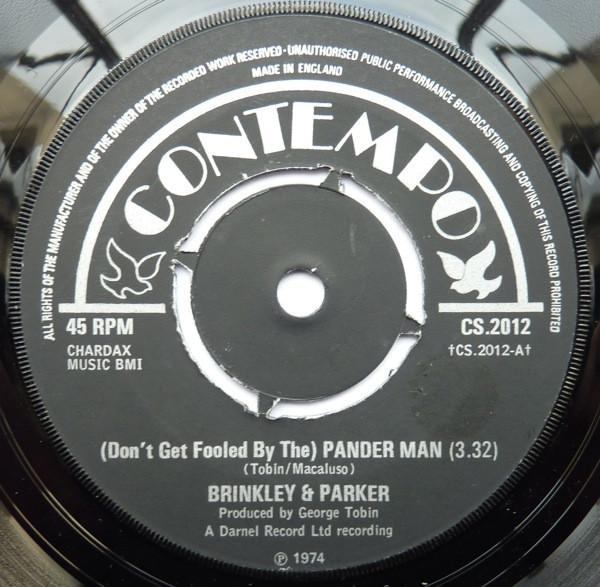 ALL RIGHTS OF THE MANUFACTURER AND OF THE OWNER OF THE RECORDED WORK RESERVED · UNAUTHORISED PUBLIC PERFORMANCE BROADCASTING AND COPYING OF THIS RECORD PROHIBITED
MADE IN ENGLAND
CONTEMPO
45 RPM
CS.2012
CHARDAX
MUSIC BMI
†CS.2012-A†
(Don't Get Fooled By The) PANDER MAN (3.32)
(Tobin/Macaluso)
BRINKLEY & PARKER
Produced by George Tobin
A Darnel Record Ltd recording
℗ 1974